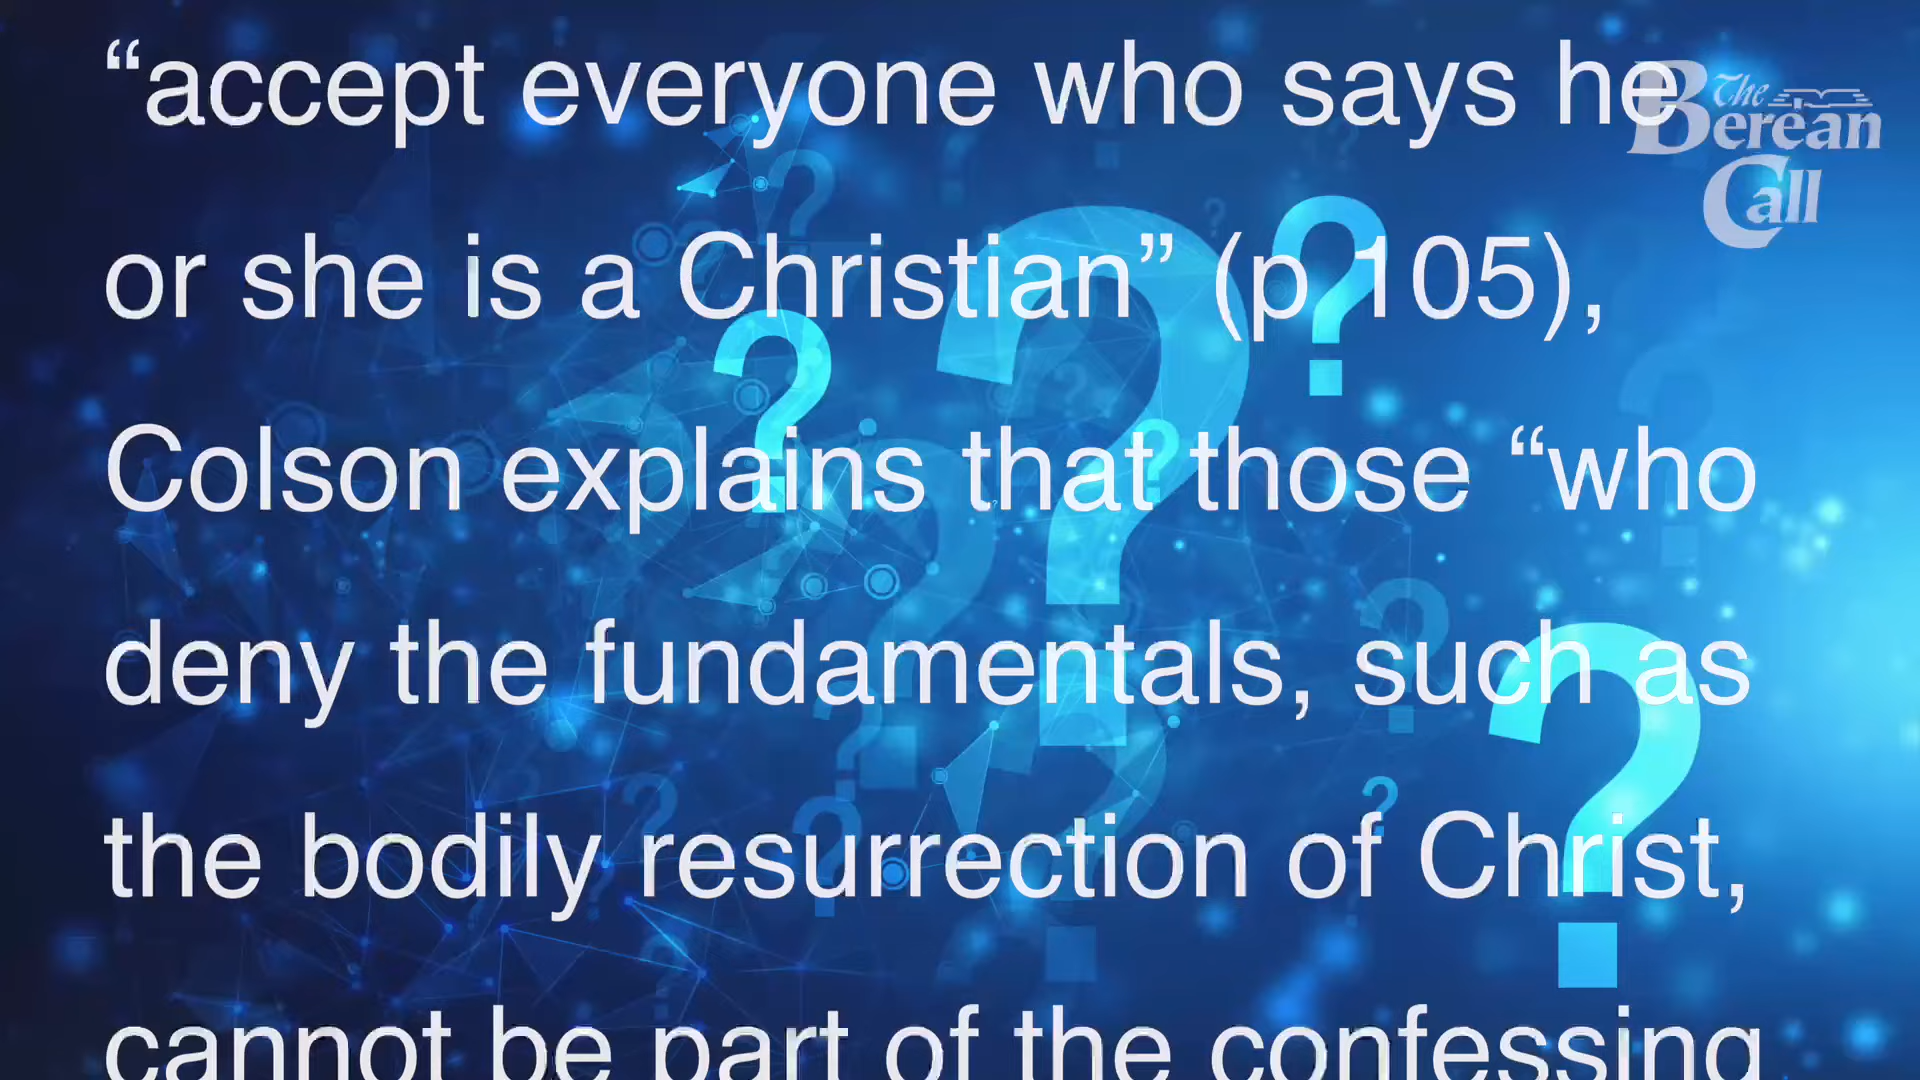 “accept everyone who says he
or she is a Christian” (p 105),
Colson explains that those “who
deny the fundamentals, such as
the bodily resurrection of Christ,
cannot be part of the confessing
The
Berean
Call